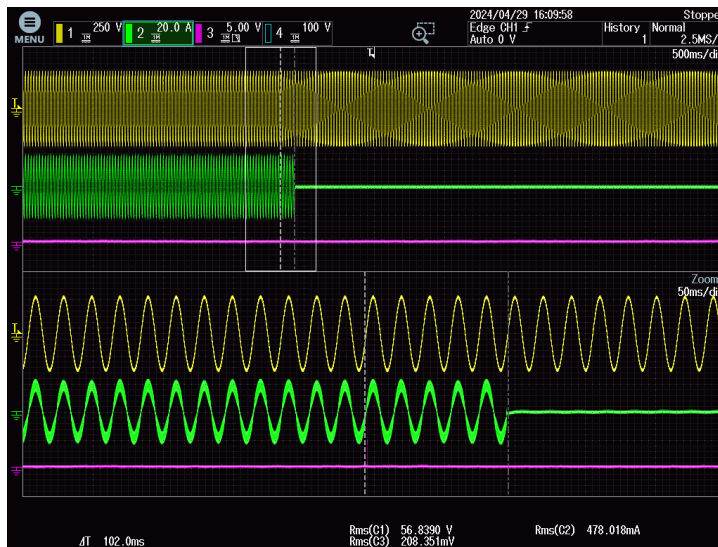 2024/04/29 16:09:58 Stoppe
MENU 1 250 V 2 20.0 A 3 5.00 V 4 100 V Edge CH1 History Normal
Auto 0 V 1 2.5MS/
500ms/di
Zoom
50ms/di
Rms(C1) 56.8390 V Rms(C2) 478.018mA
ΔT 102.0ms Rms(C3) 208.351mV